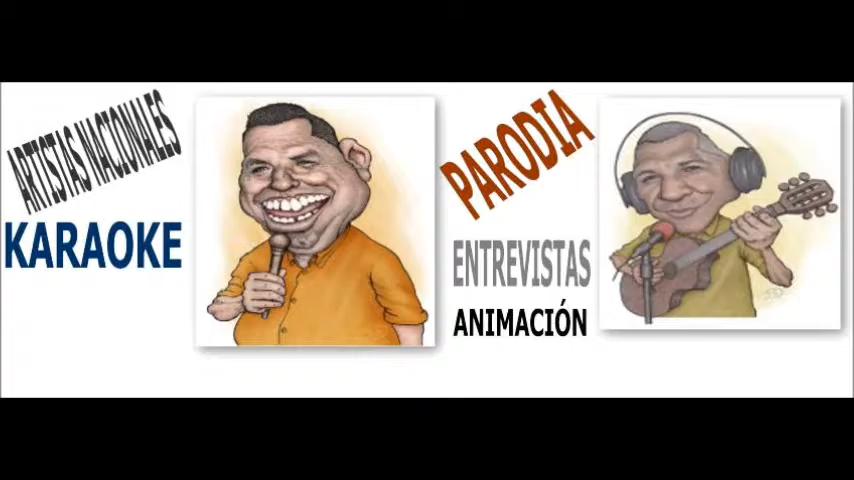 ARTISTAS NACIONALES
KARAOKE
PARODIA
ENTREVISTAS
ANIMACIÓN